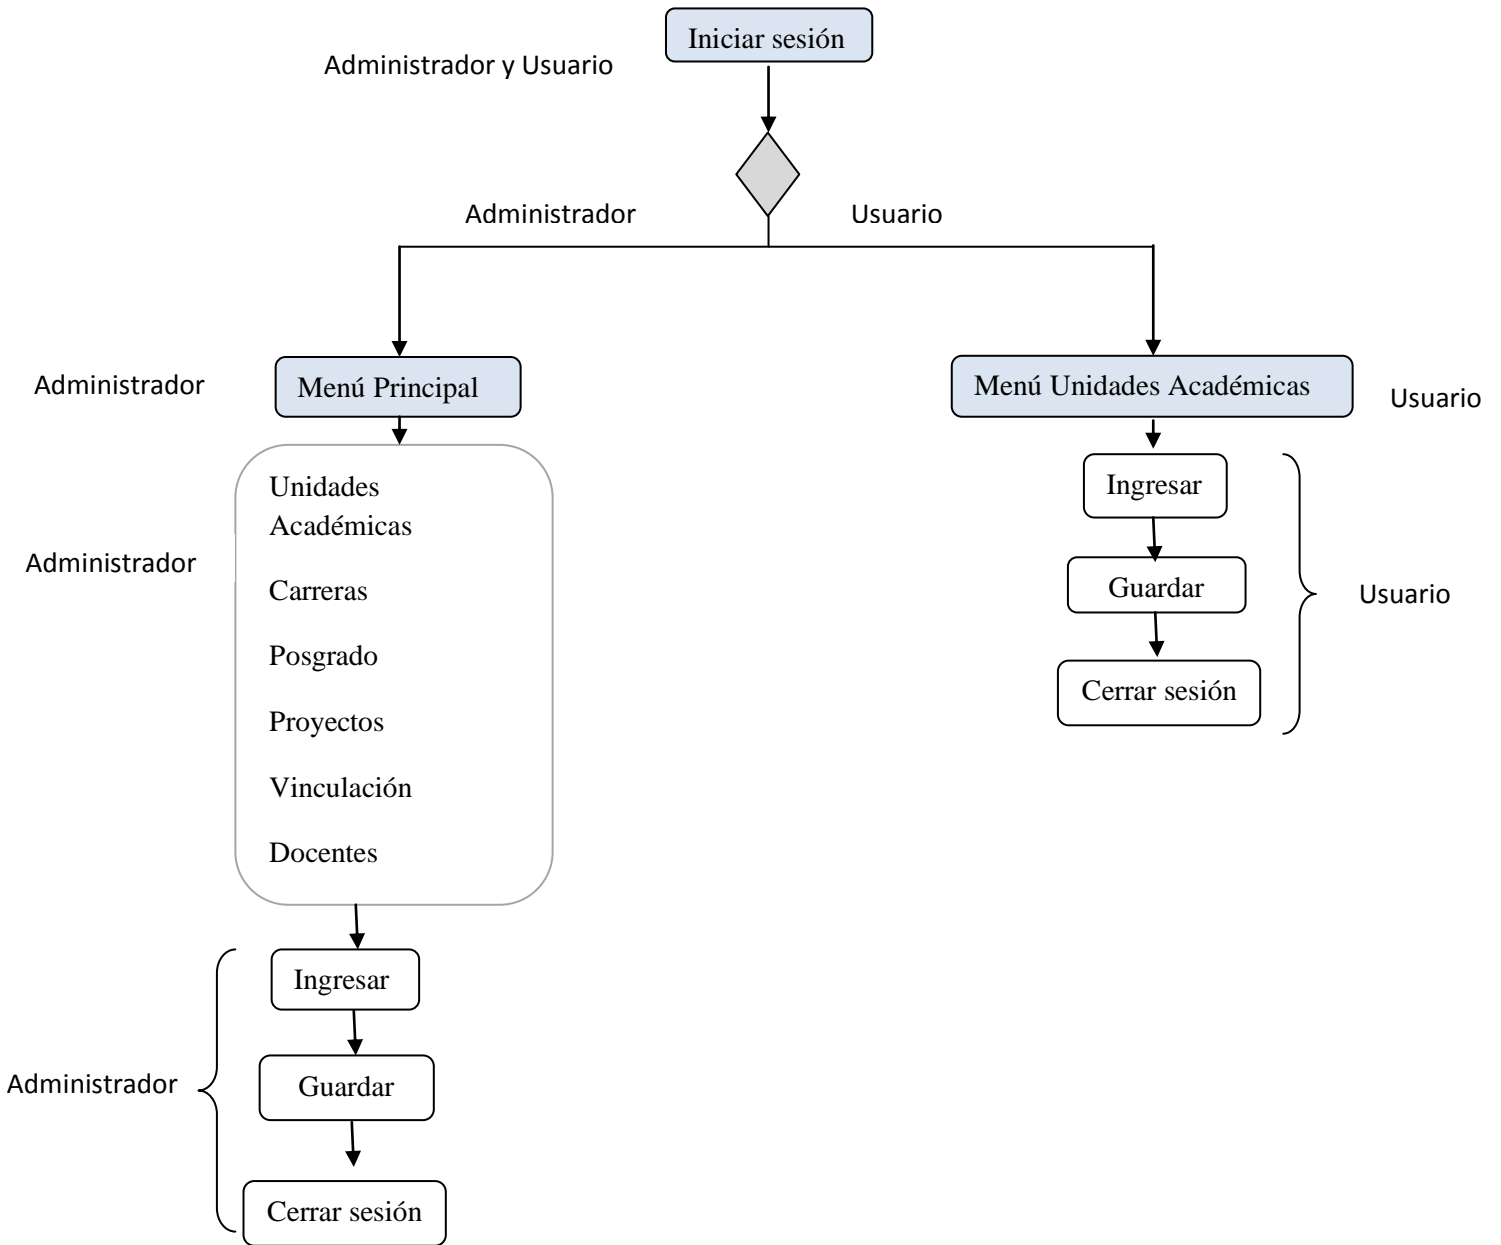 Iniciar sesión
Administrador y Usuario
Administrador
Usuario
Administrador
Menú Principal
Menú Unidades Académicas
Usuario
Unidades
Académicas
Administrador
Carreras
Posgrado
Proyectos
Vinculación
Docentes
Ingresar
Guardar
Usuario
Cerrar sesión
Ingresar
Administrador
Guardar
Cerrar sesión